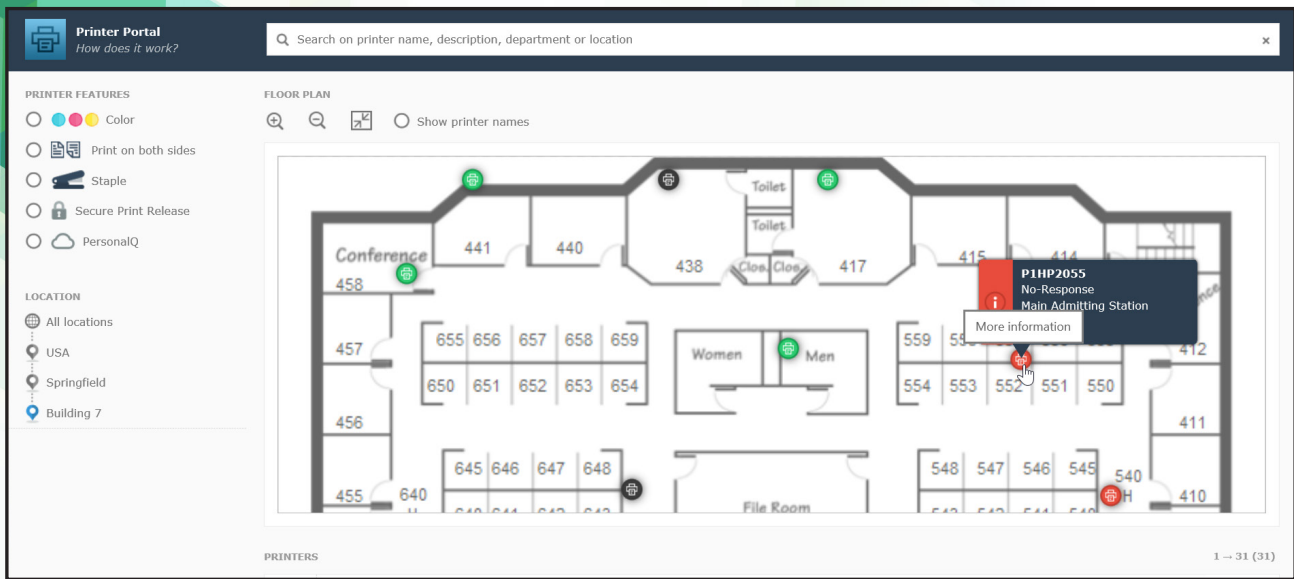 Printer Portal
How does it work?
Search on printer name, description, department or location
×
PRINTER FEATURES
Color
Print on both sides
Staple
Secure Print Release
PersonalQ
LOCATION
All locations
USA
Springfield
Building 7
FLOOR PLAN
Show printer names
Toilet
Toilet
Conference
441
440
438
Clos.
Clos.
417
415
414
458
P1HP2055
No-Response
Main Admitting Station
More information
457
655 656 657 658 659
Women
Men
559
412
650 651 652 653 654
554 553 552 551 550
456
411
645 646 647 648
548 547 546 545
540
H
455
640
File Room
410
PRINTERS
1 → 31 (31)